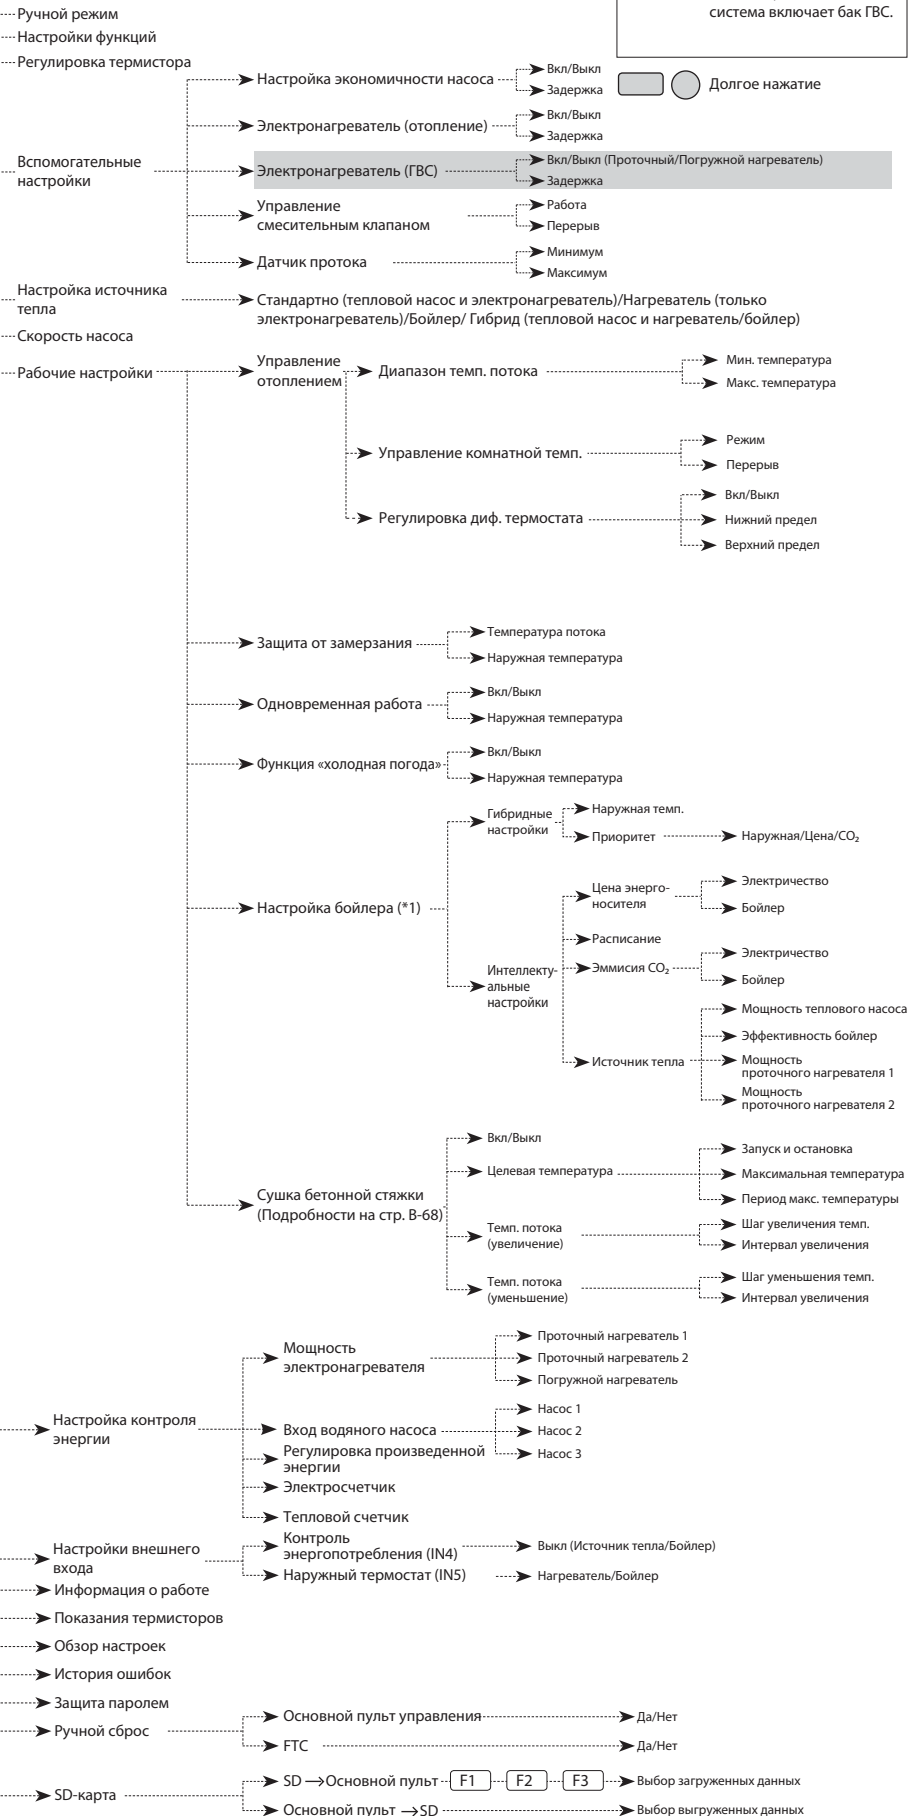 система включает бак ГВС.
Долгое нажатие
Ручной режим
Настройки функций
Регулировка термистора
Вспомогательные
настройки
Настройка экономичности насоса
Вкл/Выкл
Задержка
Электронагреватель (отопление)
Вкл/Выкл
Задержка
Электронагреватель (ГВС)
Вкл/Выкл (Проточный/Погружной нагреватель)
Задержка
Управление
смесительным клапаном
Работа
Перерыв
Датчик протока
Минимум
Максимум
Настройка источника
тепла
Стандартно (тепловой насос и электронагреватель)/Нагреватель (только
электронагреватель)/Бойлер/ Гибрид (тепловой насос и нагреватель/бойлер)
Скорость насоса
Рабочие настройки
Управление
отоплением
Диапазон темп. потока
Мин. температура
Макс. температура
Управление комнатной темп.
Режим
Перерыв
Регулировка диф. термостата
Вкл/Выкл
Нижний предел
Верхний предел
Защита от замерзания
Температура потока
Наружная температура
Одновременная работа
Вкл/Выкл
Наружная температура
Функция «холодная погода»
Вкл/Выкл
Наружная температура
Настройка бойлера (*1)
Гибридные
настройки
Наружная темп.
Приоритет
Наружная/Цена/CO₂
Интеллекту-
альные
настройки
Цена энерго-
носителя
Электричество
Бойлер
Расписание
Эммисия CO₂
Электричество
Бойлер
Источник тепла
Мощность теплового насоса
Эффективность бойлер
Мощность
проточного нагревателя 1
Мощность
проточного нагревателя 2
Сушка бетонной стяжки
(Подробности на стр. B-68)
Вкл/Выкл
Целевая температура
Запуск и остановка
Максимальная температура
Период макс. температуры
Темп. потока
(увеличение)
Шаг увеличения темп.
Интервал увеличения
Темп. потока
(уменьшение)
Шаг уменьшения темп.
Интервал увеличения
Настройка контроля
энергии
Мощность
электронагревателя
Проточный нагреватель 1
Проточный нагреватель 2
Погружной нагреватель
Вход водяного насоса
Насос 1
Насос 2
Насос 3
Регулировка произведенной
энергии
Электросчетчик
Тепловой счетчик
Настройки внешнего
входа
Контроль
энергопотребления (IN4)
Выкл (Источник тепла/Бойлер)
Наружный термостат (IN5)
Нагреватель/Бойлер
Информация о работе
Показания термисторов
Обзор настроек
История ошибок
Защита паролем
Ручной сброс
Основной пульт управления
Да/Нет
FTC
Да/Нет
SD-карта
SD →Основной пульт F1 F2 F3 Выбор загруженных данных
Основной пульт →SD Выбор выгруженных данных